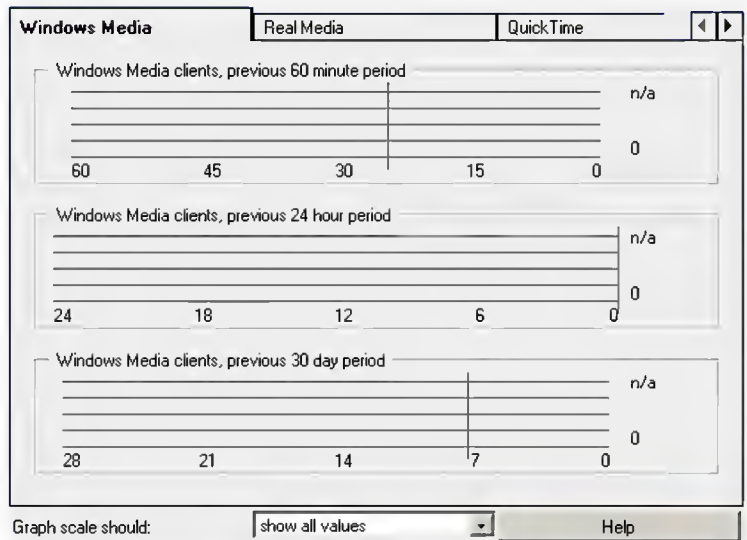 Windows Media Real Media QuickTime
Windows Media clients, previous 60 minute period
n/a
0
60 45 30 15 0
Windows Media clients, previous 24 hour period
n/a
0
24 18 12 6 0
Windows Media clients, previous 30 day period
n/a
0
28 21 14 7 0
Graph scale should: show all values Help